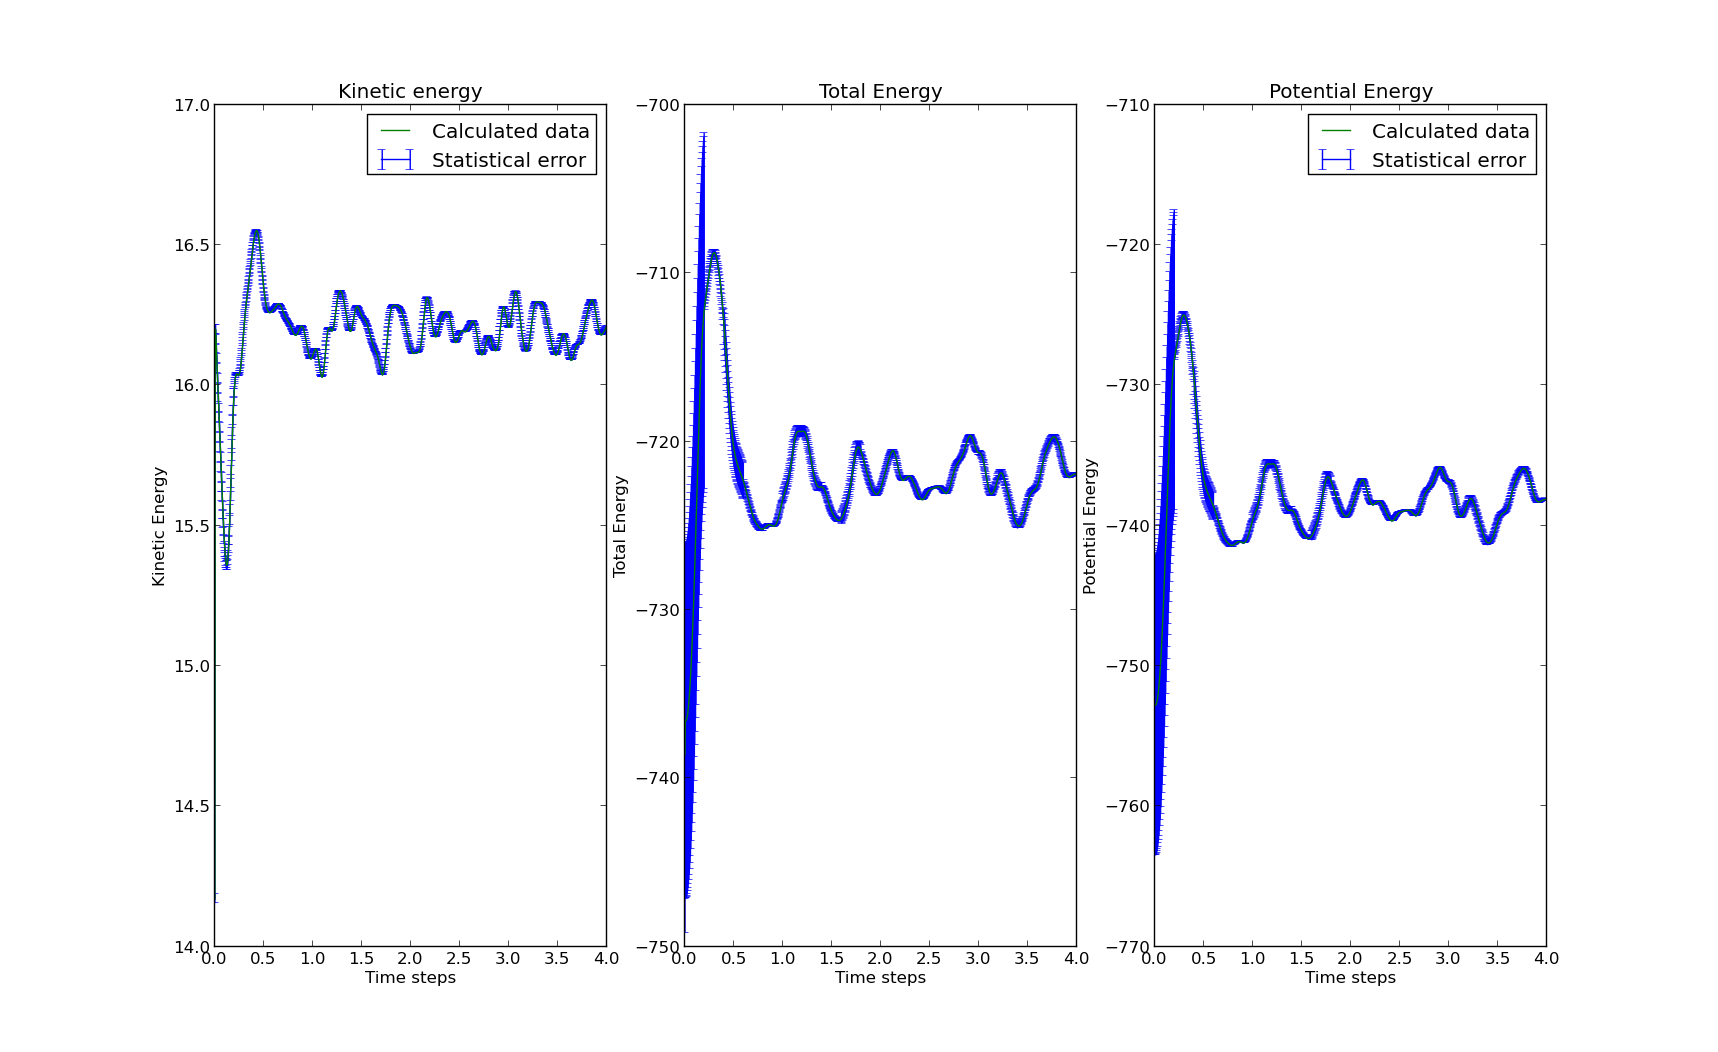 Kinetic energy
Total Energy
Potential Energy
17.0
16.5
16.0
15.5
15.0
14.5
14.0
Kinetic Energy
Calculated data
Statistical error
0.0 0.5 1.0 1.5 2.0 2.5 3.0 3.5 4.0
Time steps
−700
−710
−720
−730
−740
−750
Total Energy
0.0 0.5 1.0 1.5 2.0 2.5 3.0 3.5 4.0
Time steps
−710
−720
−730
−740
−750
−760
−770
Potential Energy
Calculated data
Statistical error
0.0 0.5 1.0 1.5 2.0 2.5 3.0 3.5 4.0
Time steps